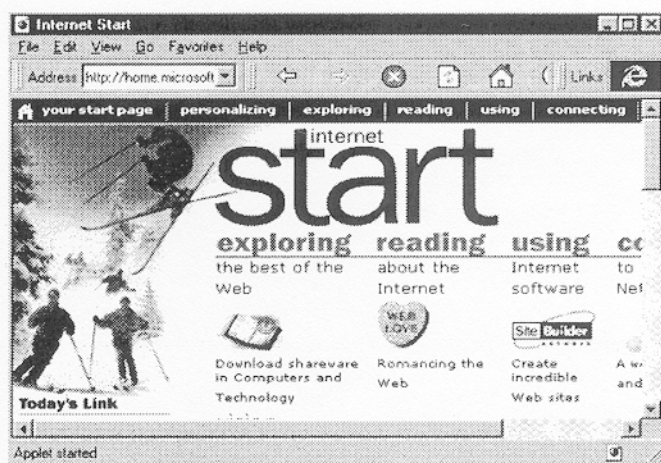 Internet Start
File Edit View Go Favorites Help
Address http://home.microsoft Links
your start page personalizing exploring reading using connecting
internet
start
exploring reading using
the best of the Web
about the Internet
Internet software
to
WEB LOVE
Site Builder
Download shareware
in Computers and
Technology
Romancing the
Web
Create
incredible
Web sites
and
Today's Link
Applet started